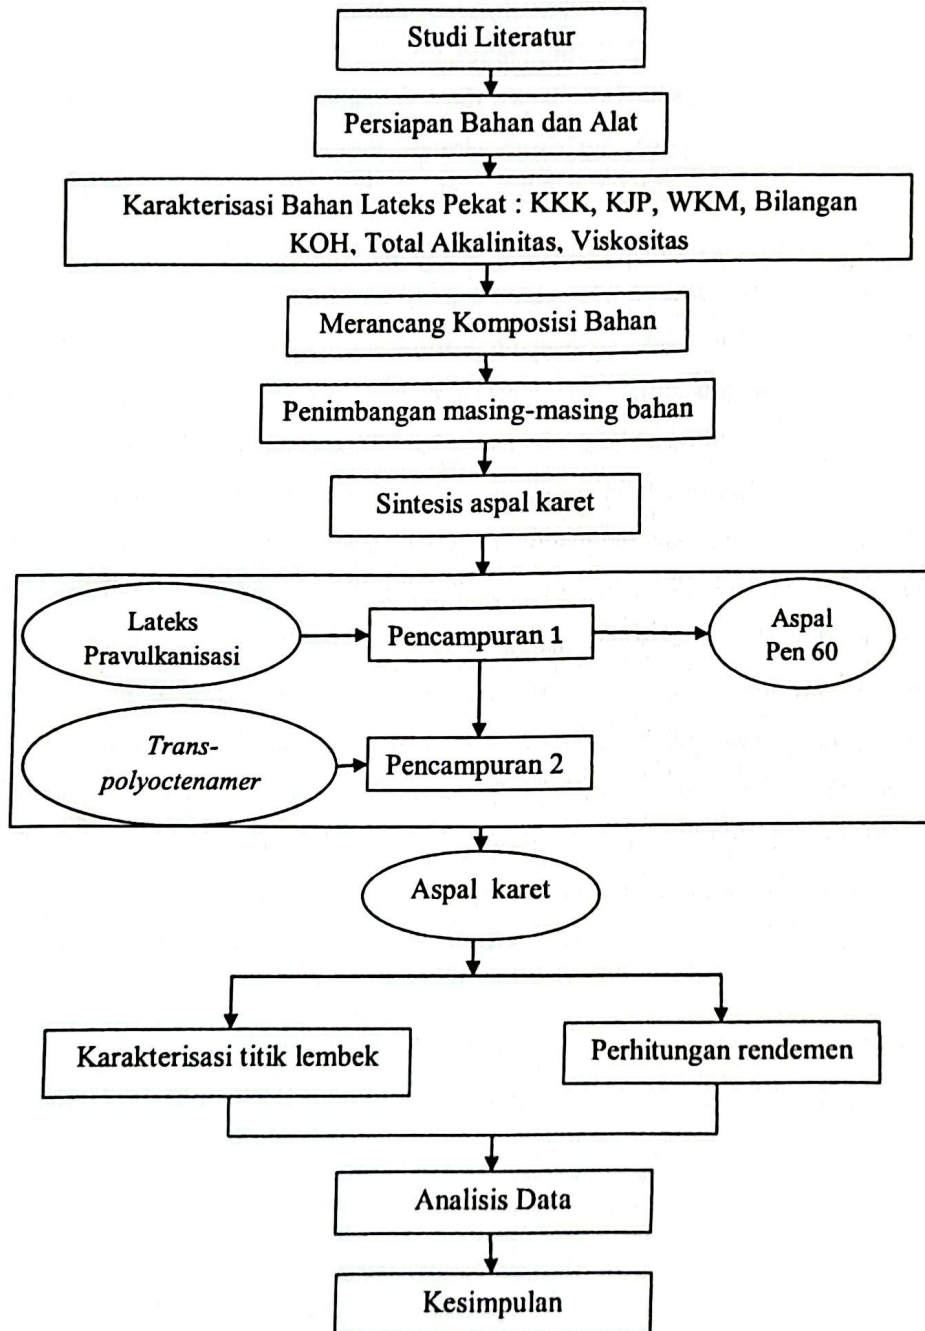 Studi Literatur
Persiapan Bahan dan Alat
Karakterisasi Bahan Lateks Pekat : KKK, KJP, WKM, Bilangan
KOH, Total Alkalinitas, Viskositas
Merancang Komposisi Bahan
Penimbangan masing-masing bahan
Sintesis aspal karet
Lateks
Pravulkanisasi
Pencampuran 1
Aspal
Pen 60
Trans-
polyoctenamer
Pencampuran 2
Aspal karet
Karakterisasi titik lembek
Perhitungan rendemen
Analisis Data
Kesimpulan